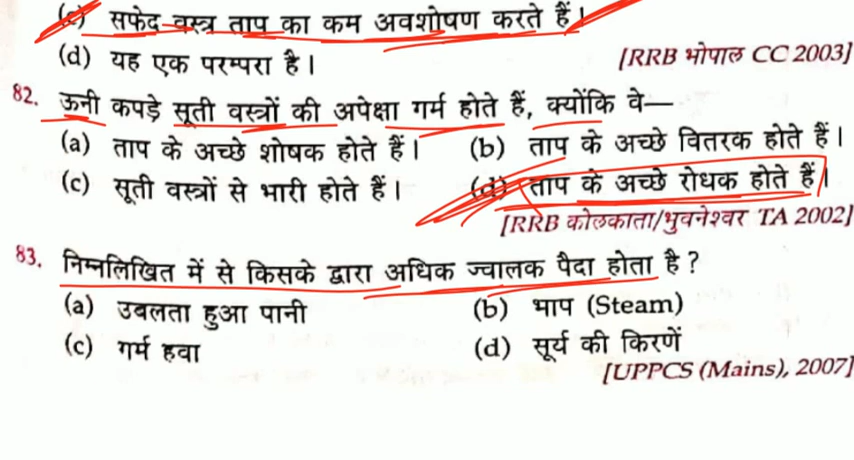 (c) सफेद वस्त्र ताप का कम अवशोषण करते हैं।
(d) यह एक परम्परा है। [RRB भोपाल CC 2003]
82. ऊनी कपड़े सूती वस्त्रों की अपेक्षा गर्म होते हैं, क्योंकि वे—
(a) ताप के अच्छे शोषक होते हैं। (b) ताप के अच्छे वितरक होते हैं।
(c) सूती वस्त्रों से भारी होते हैं। (d) ताप के अच्छे रोधक होते हैं।
[RRB कोलकाता/भुवनेश्वर TA 2002]
83. निम्नलिखित में से किसके द्वारा अधिक ज्वालक पैदा होता है ?
(a) उबलता हुआ पानी (b) भाप (Steam)
(c) गर्म हवा (d) सूर्य की किरणें
[UPPCS (Mains), 2007]